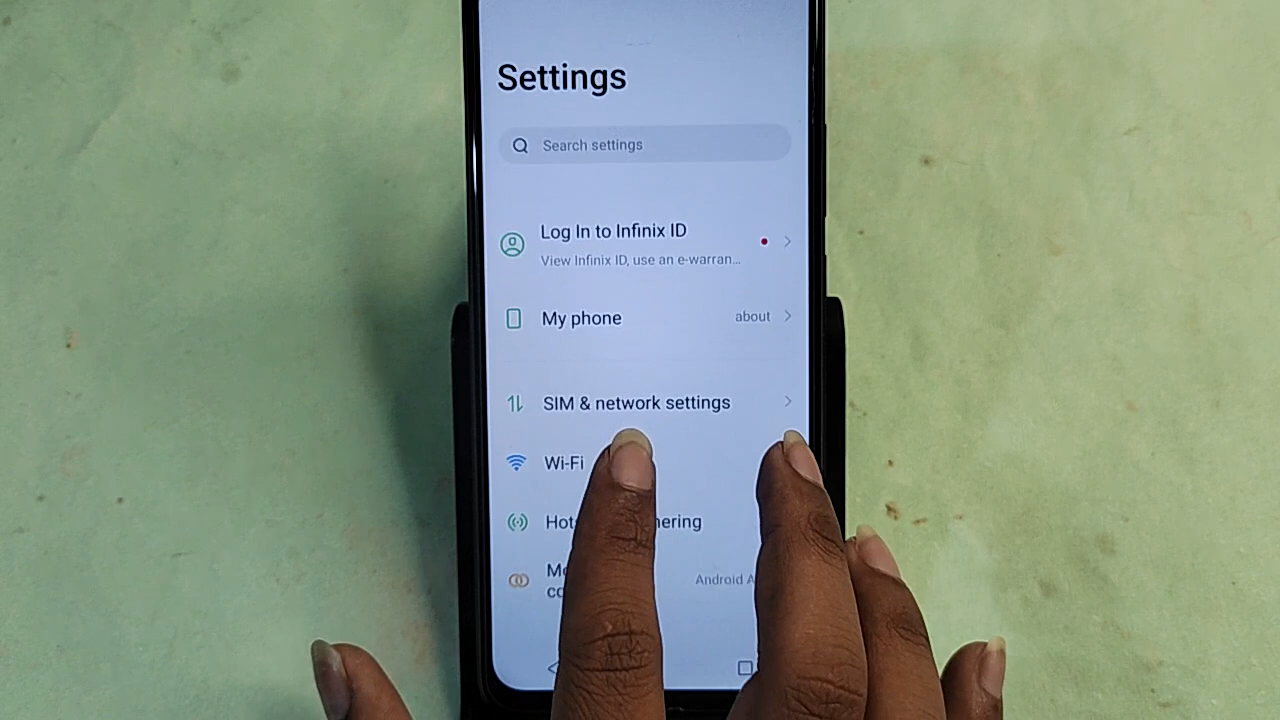 Settings
Search settings
Log In to Infinix ID
View Infinix ID, use an e-warran...
My phone
about
SIM & network settings
Wi-Fi